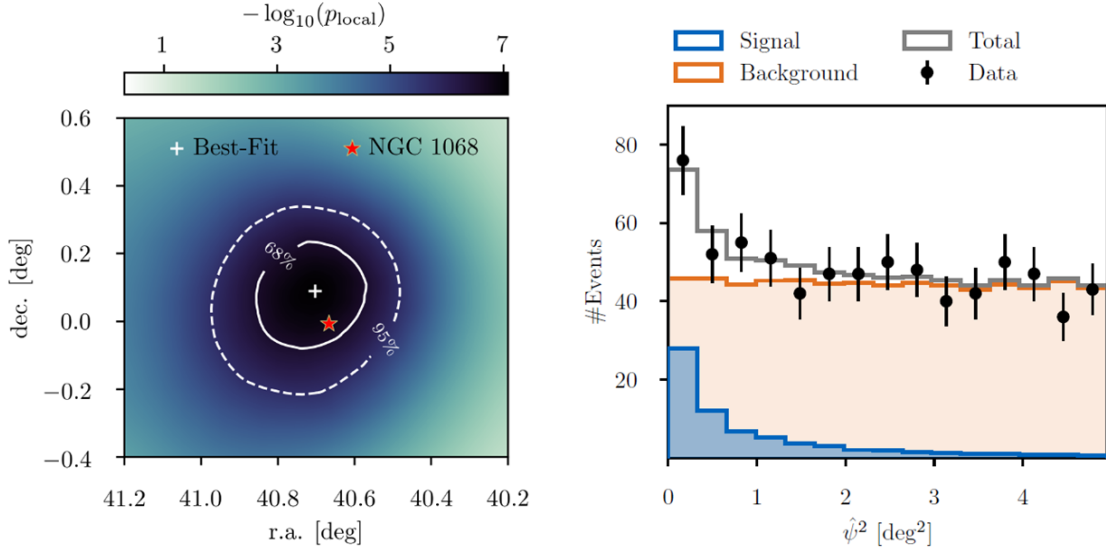 − log₁₀(p_local)
1 3 5 7
Best-Fit
NGC 1068
0.6
0.4
0.2
0.0
−0.2
−0.4
dec. [deg]
68%
95%
41.2 41.0 40.8 40.6 40.4 40.2
r.a. [deg]
Signal
Total
Background
Data
80
60
40
20
#Events
0 1 2 3 4
ψ̂² [deg²]